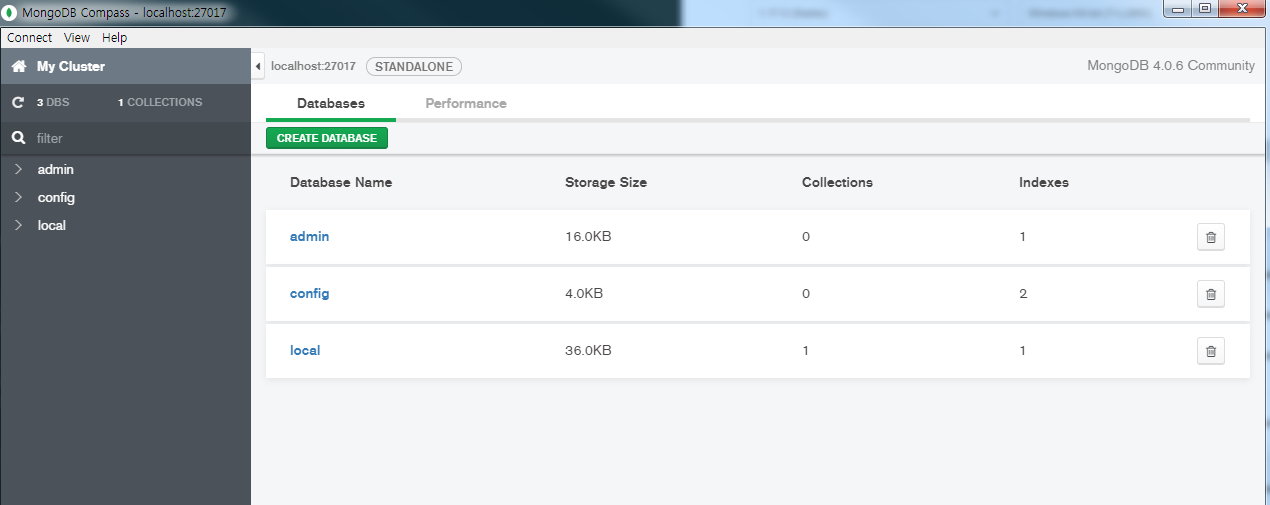 MongoDB Compass - localhost:27017
Connect View Help
My Cluster
localhost:27017 STANDALONE MongoDB 4.0.6 Community
3 DBS 1 COLLECTIONS
Databases Performance
filter
CREATE DATABASE
admin
config
local
Database Name Storage Size Collections Indexes
admin 16.0KB 0 1
config 4.0KB 0 2
local 36.0KB 1 1